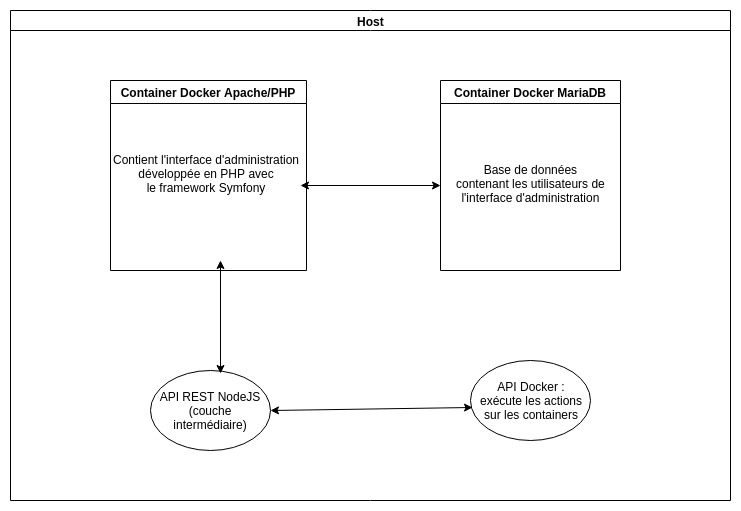 Host
Container Docker Apache/PHP
Contient l'interface d'administration
développée en PHP avec
le framework Symfony
Container Docker MariaDB
Base de données
contenant les utilisateurs de
l'interface d'administration
API REST NodeJS
(couche
intermédiaire)
API Docker :
exécute les actions
sur les containers